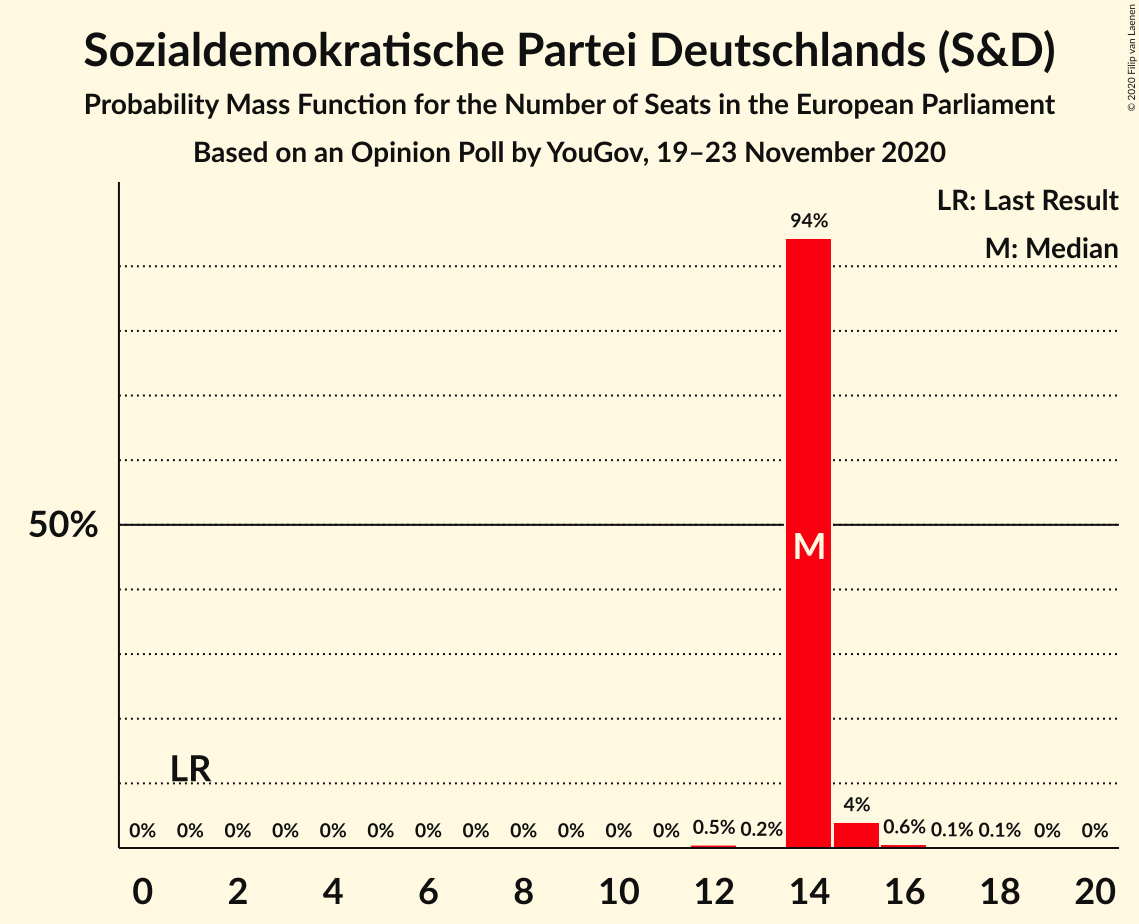 Sozialdemokratische Partei Deutschlands (S&D)
Probability Mass Function for the Number of Seats in the European Parliament
Based on an Opinion Poll by YouGov, 19–23 November 2020
© 2020 Filip van Laenen
LR: Last Result
M: Median
94%
50%
M
LR
4%
0% 0% 0% 0% 0% 0% 0% 0% 0% 0% 0% 0% 0.5% 0.2% 0.6% 0.1% 0.1% 0% 0%
0 2 4 6 8 10 12 14 16 18 20